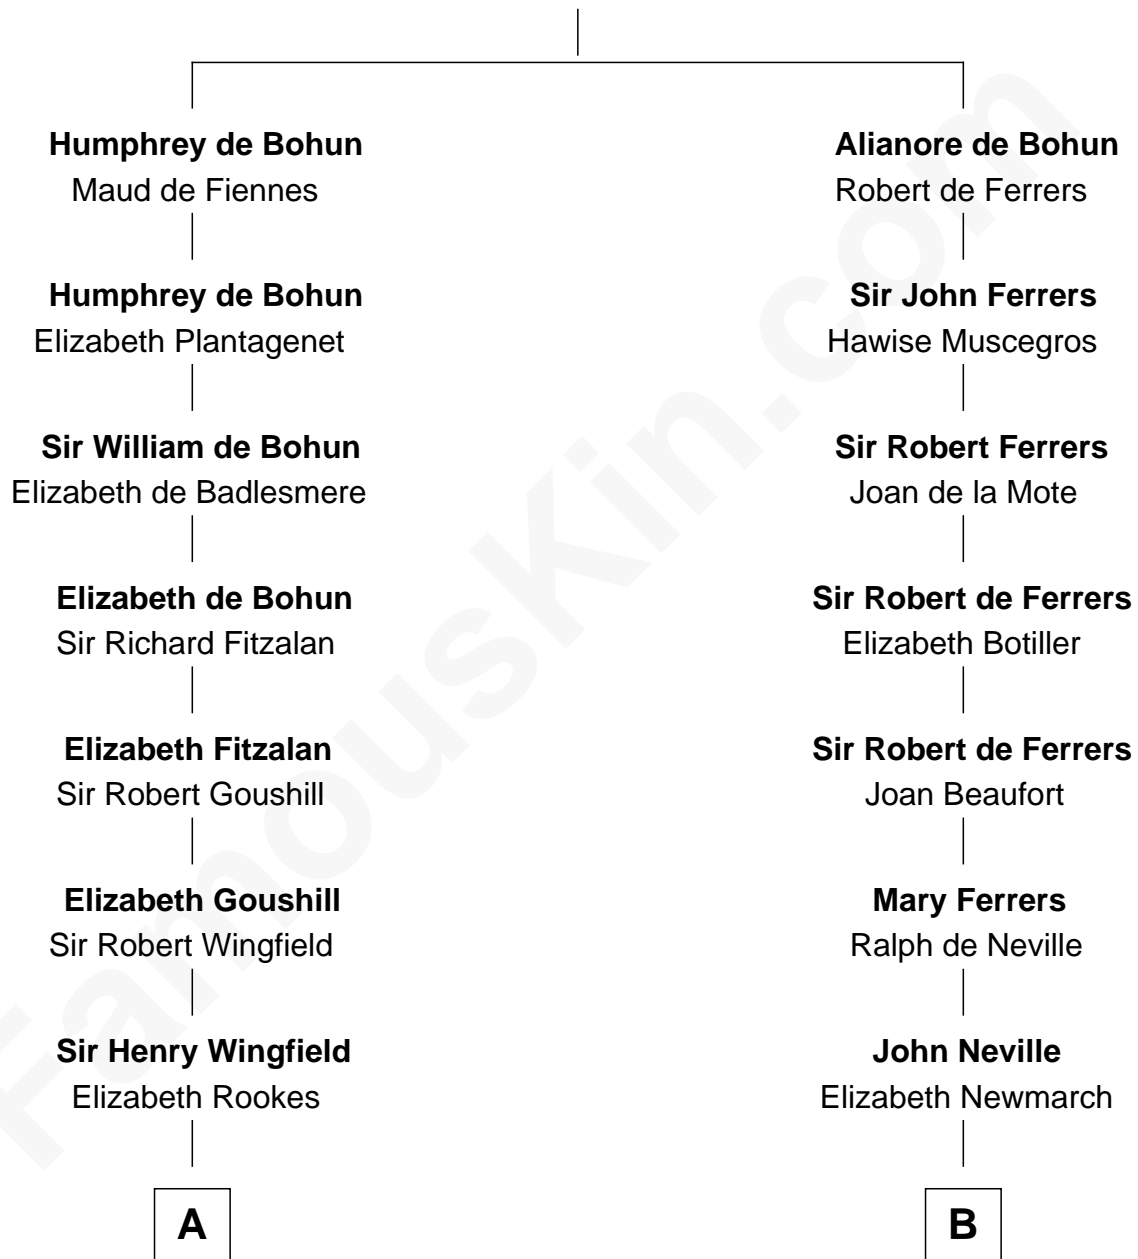 Humphrey de Bohun
Maud de Fiennes
Humphrey de Bohun
Elizabeth Plantagenet
Sir William de Bohun
Elizabeth de Badlesmere
Elizabeth de Bohun
Sir Richard Fitzalan
Elizabeth Fitzalan
Sir Robert Goushill
Elizabeth Goushill
Sir Robert Wingfield
Sir Henry Wingfield
Elizabeth Rookes
A
Alianore de Bohun
Robert de Ferrers
Sir John Ferrers
Hawise Muscegros
Sir Robert Ferrers
Joan de la Mote
Sir Robert de Ferrers
Elizabeth Botiller
Sir Robert de Ferrers
Joan Beaufort
Mary Ferrers
Ralph de Neville
John Neville
Elizabeth Newmarch
B
FamousKin.com